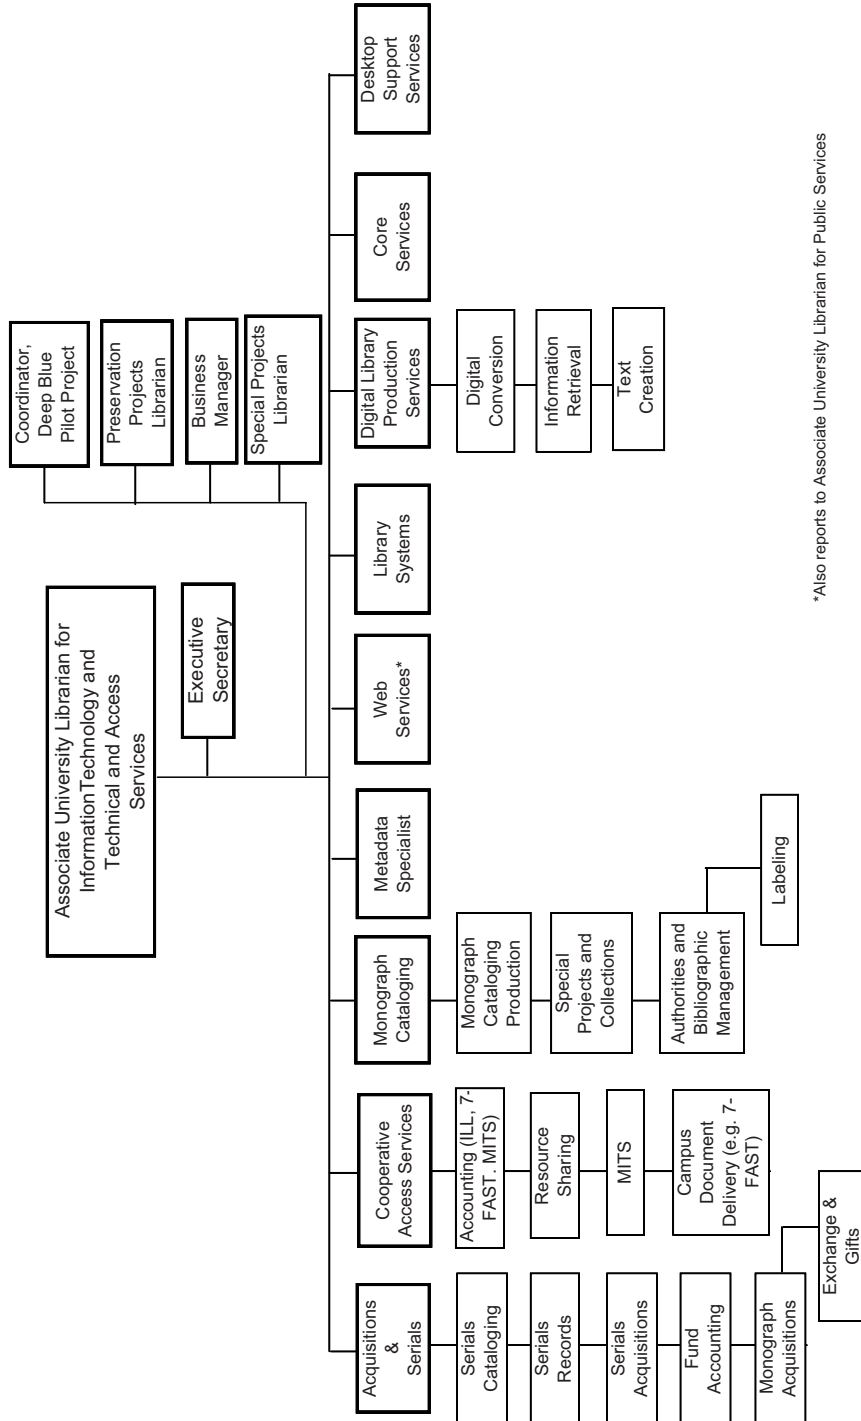 Associate University Librarian for
InformationTechnology and
Technical and Access
Services
Executive
Secretary
Coordinator,
Deep Blue
Pilot Project
Preservation
Projects
Librarian
Business
Manager
Special Projects
Librarian
Acquisitions
&
Serials
Serials
Cataloging
Serials
Records
Serials
Acquisitions
Fund
Accounting
Monograph
Acquisitions
Exchange &
Gifts
Cooperative
Access Services
Accounting (ILL, 7-
FAST. MITS)
Resource
Sharing
MITS
Campus
Document
Delivery (e.g. 7-
FAST)
Monograph
Cataloging
Monograph
Cataloging
Production
Special
Projects and
Collections
Authorities and
Bibliographic
Management
Labeling
Metadata
Specialist
Web
Services*
Library
Systems
Digital Library
Production
Services
Digital
Conversion
Information
Retrieval
Text
Creation
Core
Services
Desktop
Support
Services
*Also reports to Associate University Librarian for Public Services